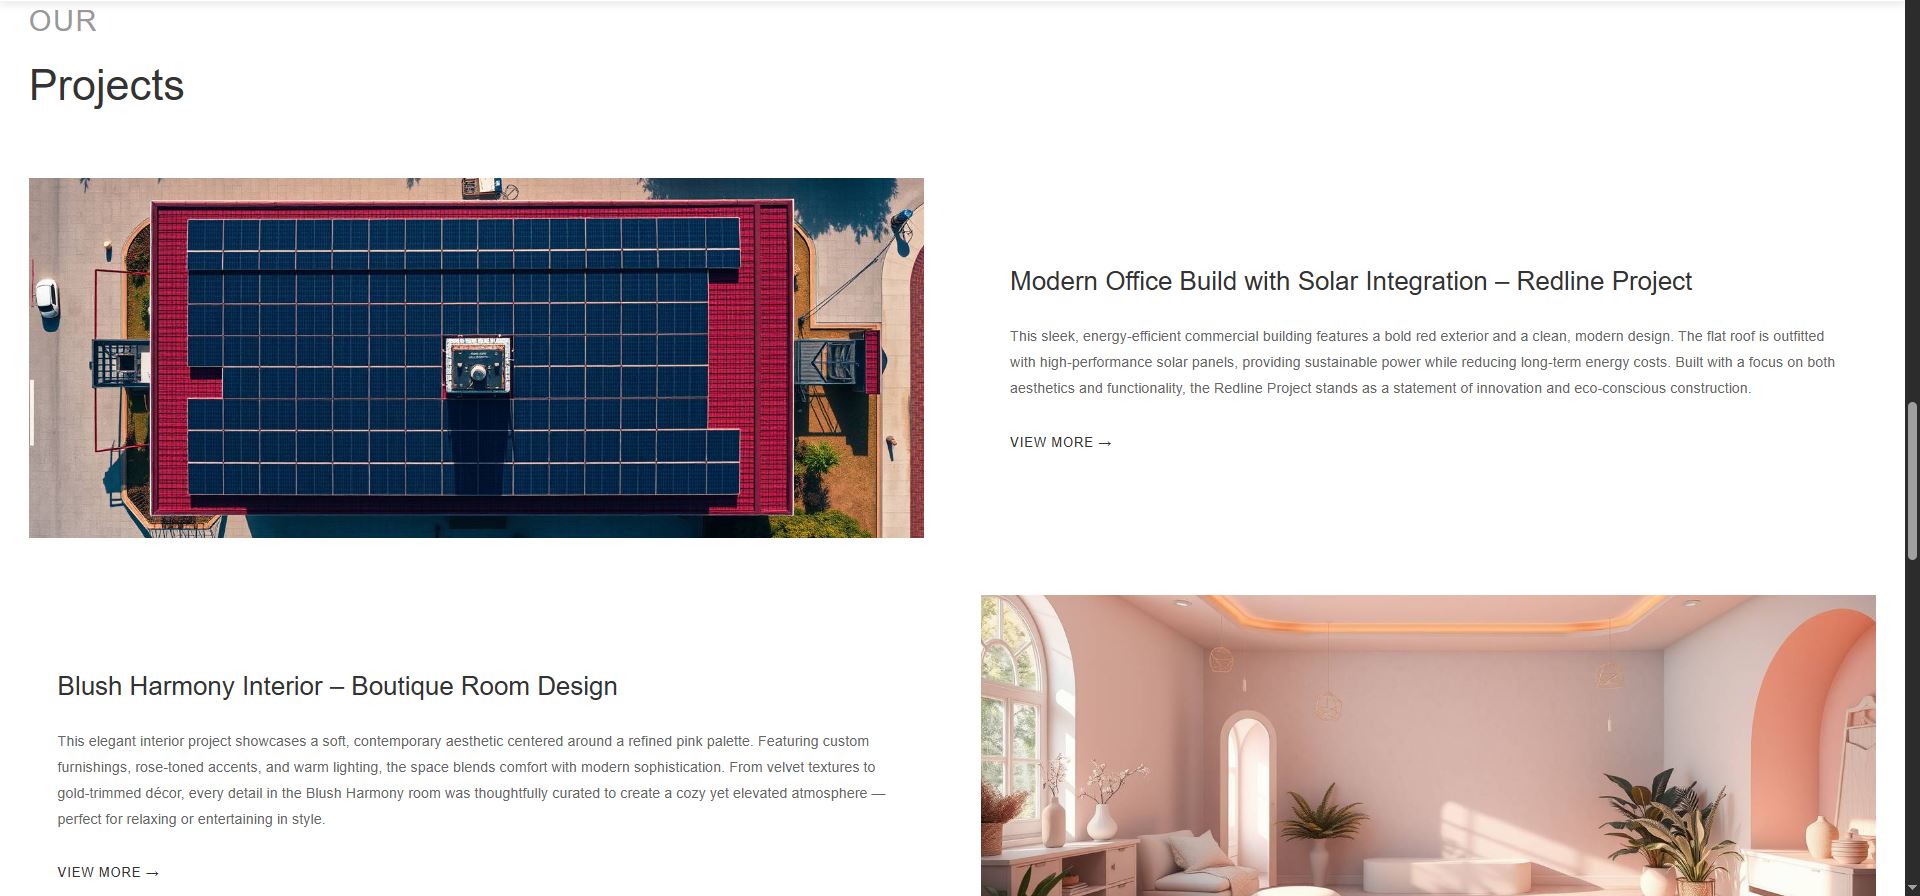 OUR
Projects
Modern Office Build with Solar Integration – Redline Project
This sleek, energy-efficient commercial building features a bold red exterior and a clean, modern design. The flat roof is outfitted
with high-performance solar panels, providing sustainable power while reducing long-term energy costs. Built with a focus on both
aesthetics and functionality, the Redline Project stands as a statement of innovation and eco-conscious construction.
VIEW MORE →
Blush Harmony Interior – Boutique Room Design
This elegant interior project showcases a soft, contemporary aesthetic centered around a refined pink palette. Featuring custom
furnishings, rose-toned accents, and warm lighting, the space blends comfort with modern sophistication. From velvet textures to
gold-trimmed décor, every detail in the Blush Harmony room was thoughtfully curated to create a cozy yet elevated atmosphere —
perfect for relaxing or entertaining in style.
VIEW MORE →